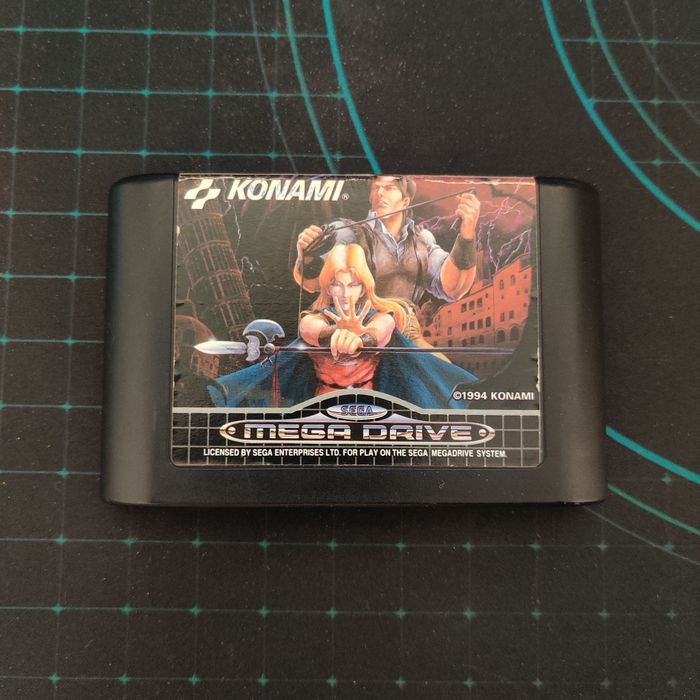 KONAMI®
©1994 KONAMI
SEGA
MEGA DRIVE
LICENSED BY SEGA ENTERPRISES LTD. FOR PLAY ON THE SEGA MEGADRIVE SYSTEM.